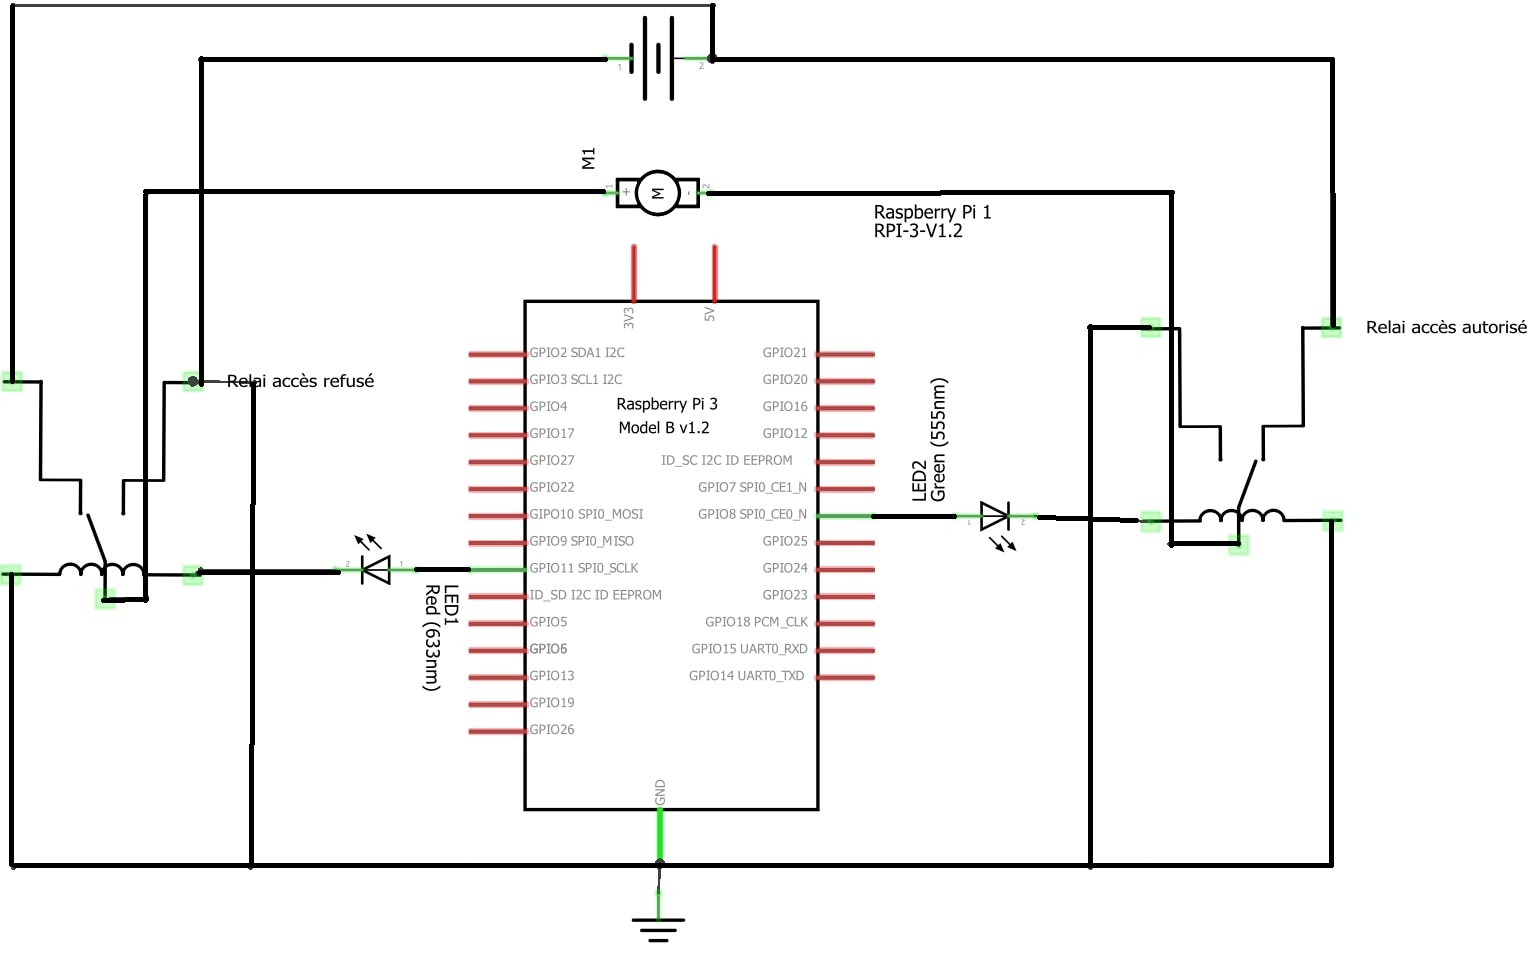 1
2
M1
1
+
M
-
2
Raspberry Pi 1
RPI-3-V1.2
3V3
5V
Relai accès autorisé
Relai accès refusé
GPIO2 SDA1 I2C
GPIO21
GPIO3 SCL1 I2C
GPIO20
Raspberry Pi 3
Model B v1.2
GPIO4
GPIO16
GPIO17
GPIO12
GPIO27
ID_SC I2C ID EEPROM
GPIO22
GPIO7 SPI0_CE1_N
GIPO10 SPI0_MOSI
GPIO8 SPI0_CE0_N
GPIO9 SPI0_MISO
GPIO25
GPIO11 SPI0_SCLK
GPIO24
ID_SD I2C ID EEPROM
GPIO23
GPIO5
GPIO18 PCM_CLK
GPIO6
GPIO15 UART0_RXD
GPIO13
GPIO14 UART0_TXD
GPIO19
GPIO26
GND
LED2
Green (555nm)
1
2
2
1
LED1
Red (633nm)